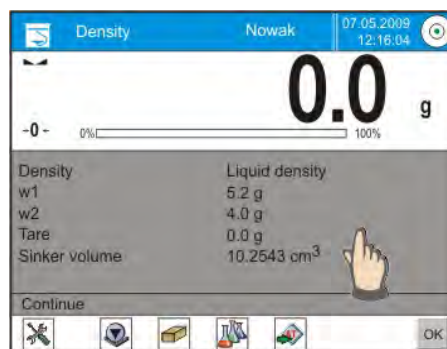 Density Nowak 07.05.2009
12:16:04
0.0 g
-0- 0% 100%
Density Liquid density
w1 5.2 g
w2 4.0 g
Tare 0.0 g
Sinker volume 10.2543 cm³
Continue
OK